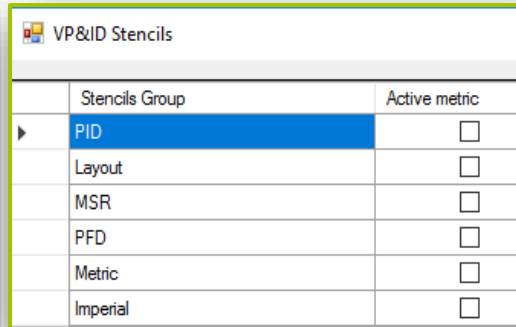 VP&ID Stencils
Stencils Group Active metric
PID
Layout
MSR
PFD
Metric
Imperial